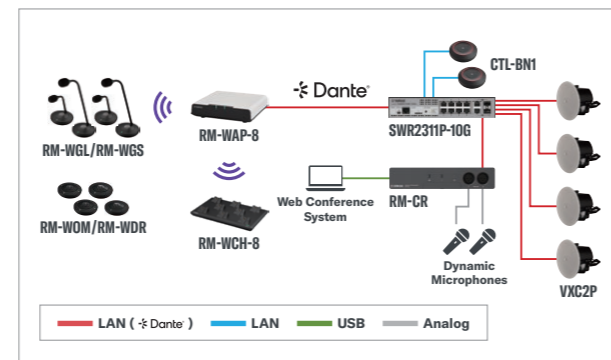 CTL-BN1
Dante
RM-WGL/RM-WGS
RM-WAP-8
SWR2311P-10G
RM-WOM/RM-WDR
RM-WCH-8
Web Conference
System
RM-CR
Dynamic
Microphones
VXC2P
LAN ( Dante ) LAN USB Analog